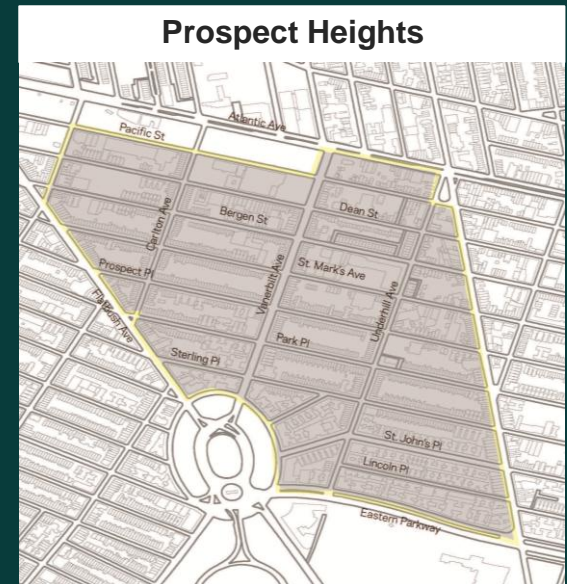 Prospect Heights
Atlantic Ave
Pacific St
Carlton Ave
Bergen St
Dean St
Vanerbilt Ave
St. Mark's Ave
Prospect Pl
Underhill Ave
Flatbush Ave
Park Pl
Sterling Pl
St. John's Pl
Lincoln Pl
Eastern Parkway